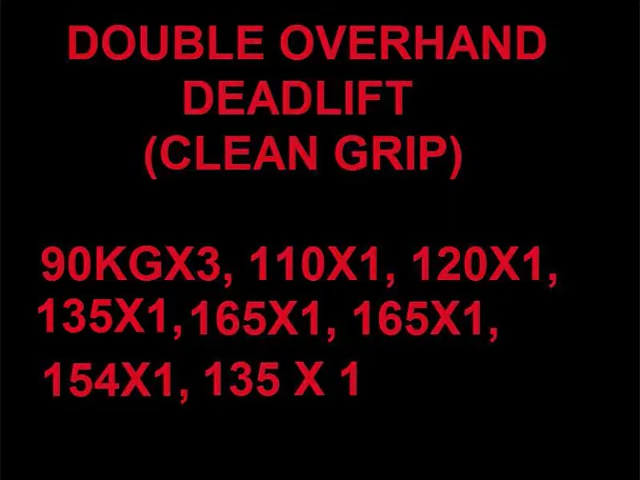 DOUBLE OVERHAND
DEADLIFT
(CLEAN GRIP)
90KGX3, 110X1, 120X1,
135X1, 165X1, 165X1,
154X1, 135 X 1